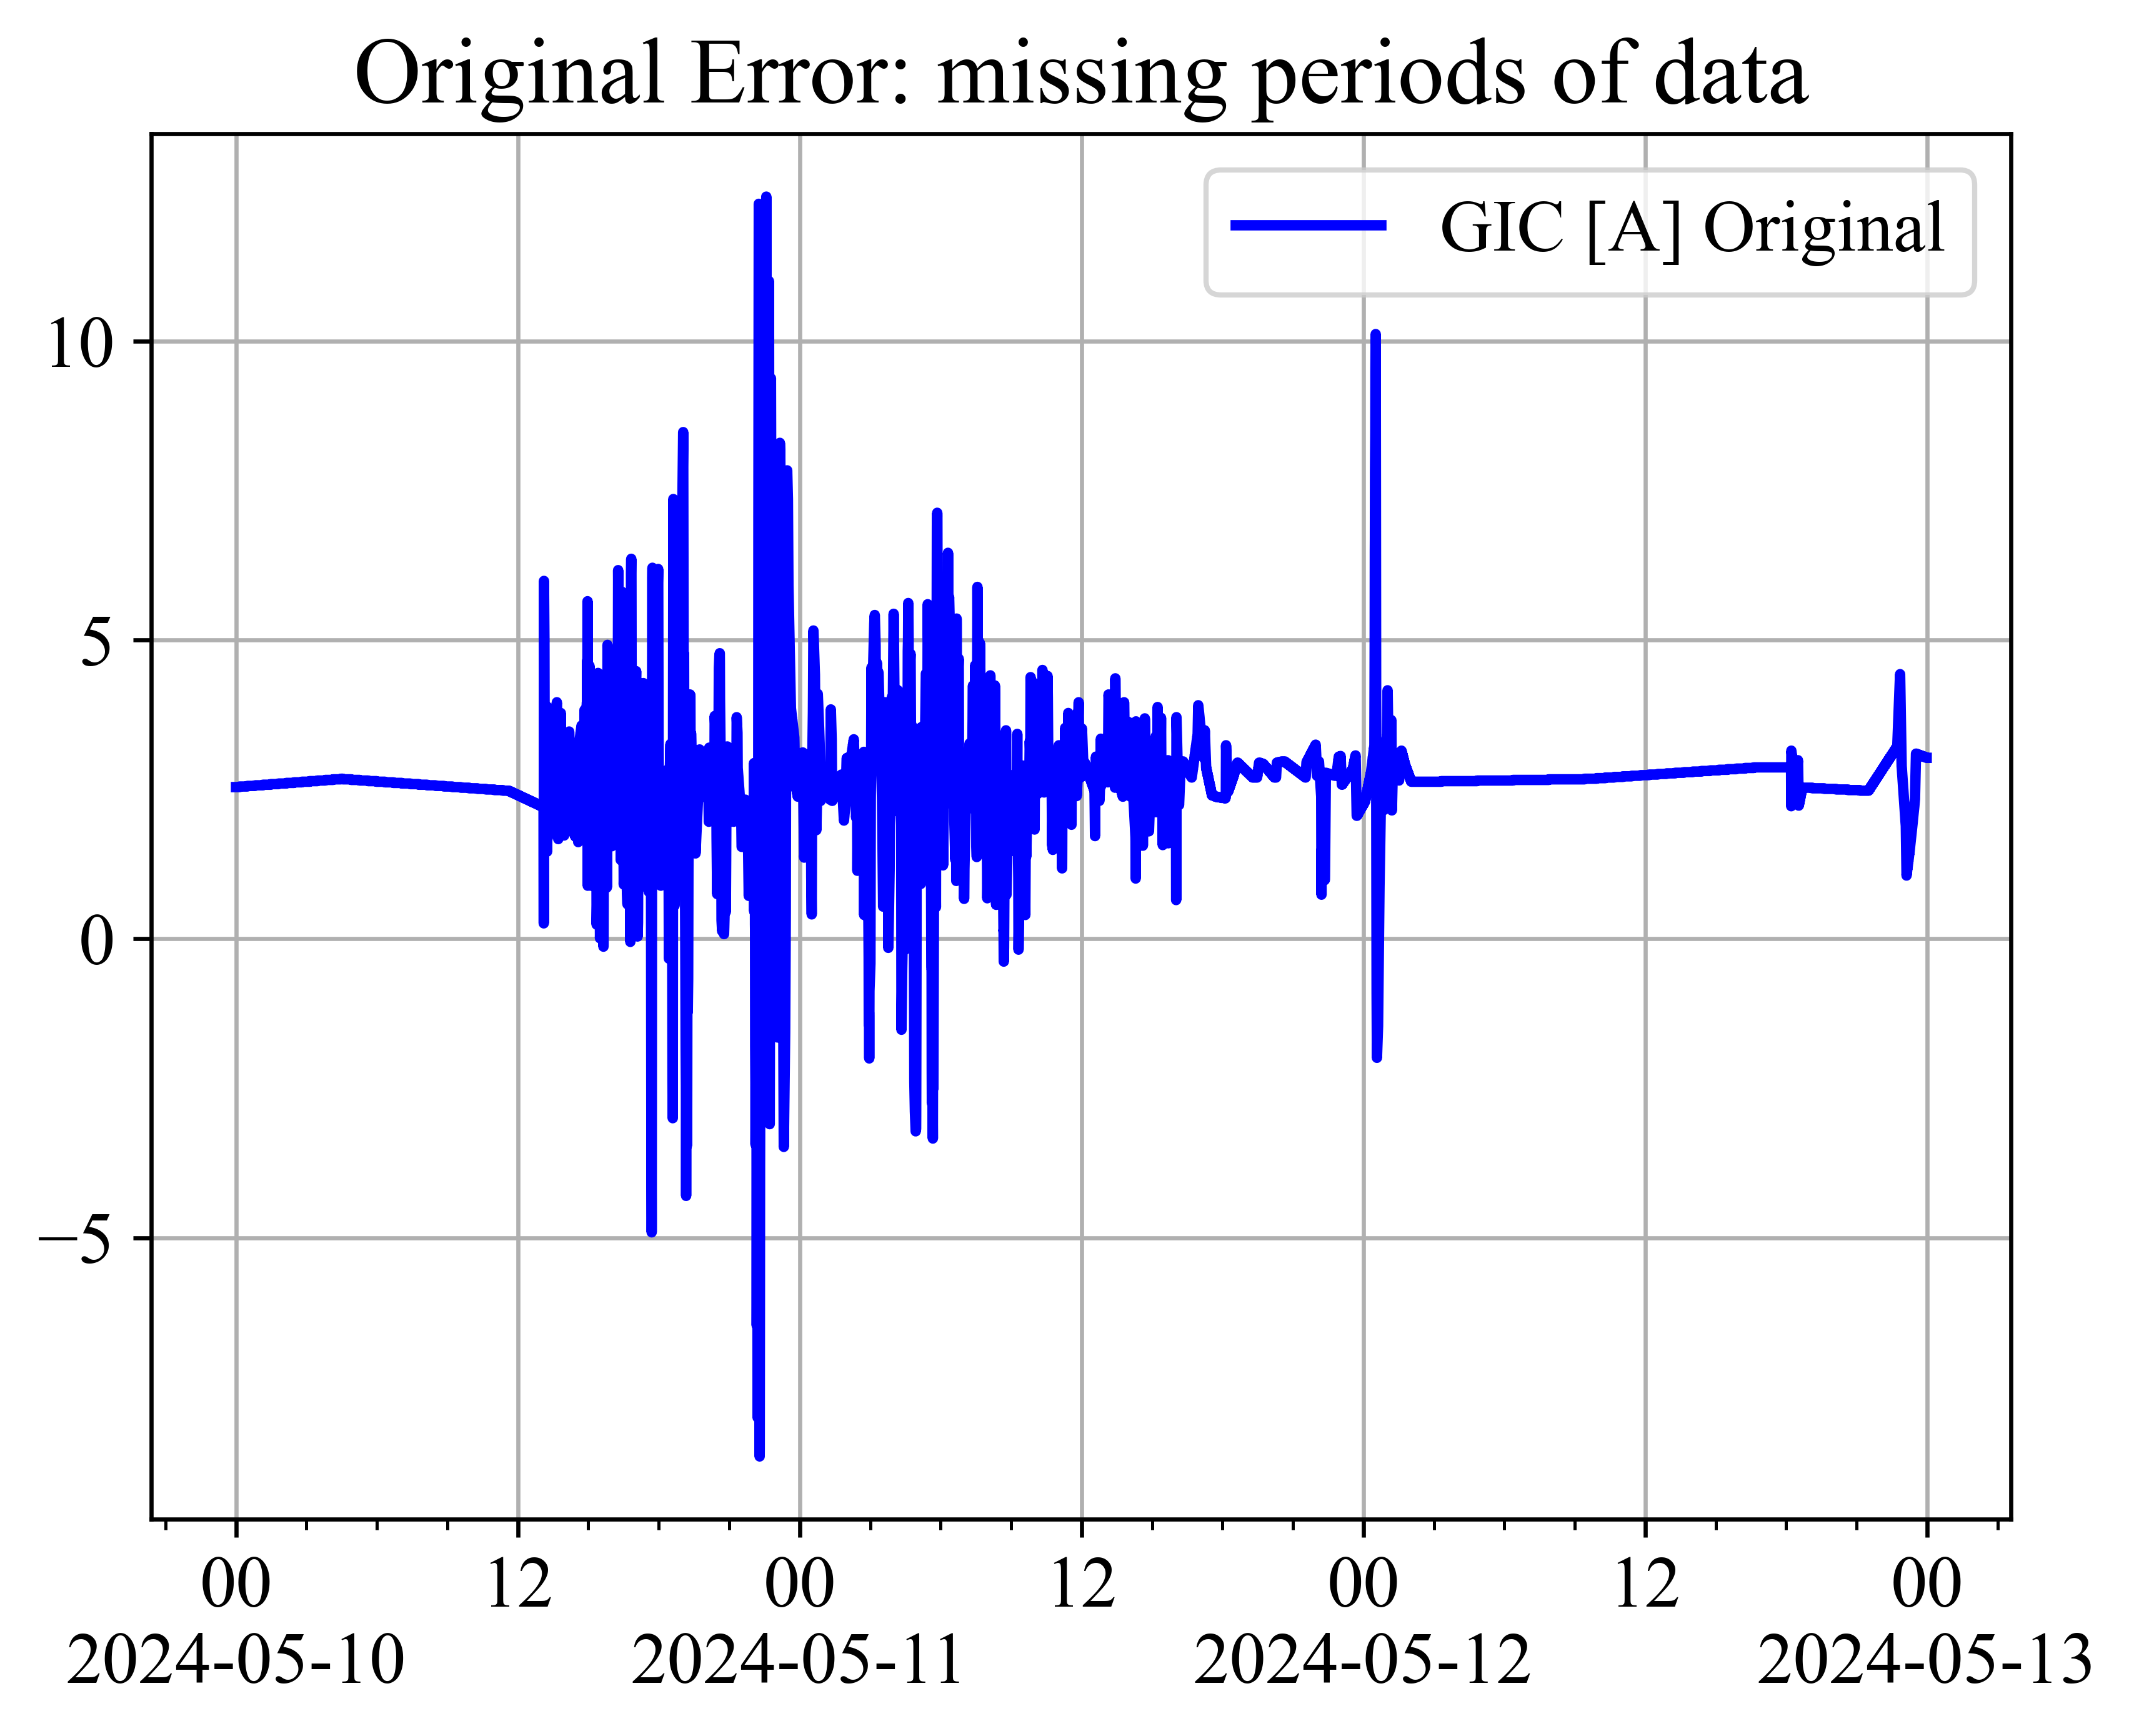 Original Error: missing periods of data
GIC [A] Original
10
5
0
−5
00 12 00 12 00 12 00
2024-05-10 2024-05-11 2024-05-12 2024-05-13